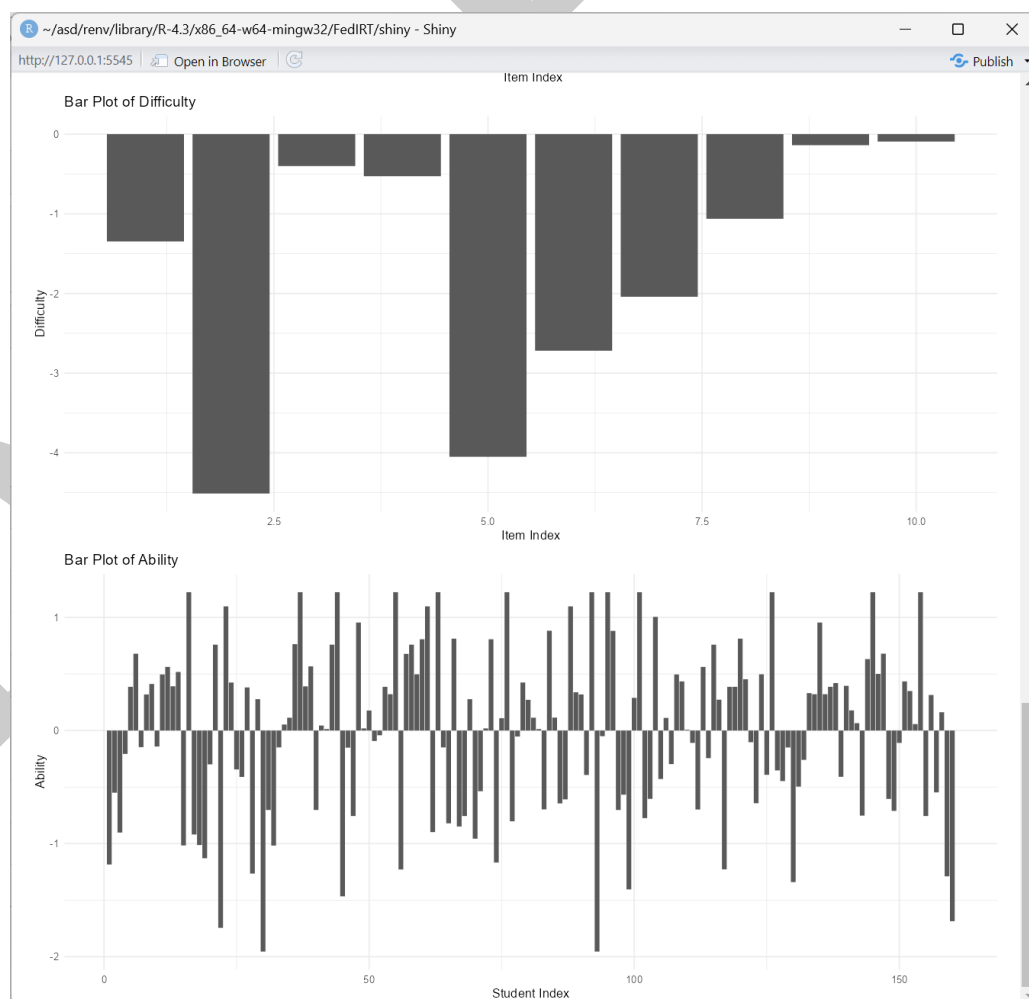 R ~/asd/renv/library/R-4.3/x86_64-w64-mingw32/FedIRT/shiny - Shiny
http://127.0.0.1:5545 Open in Browser Publish
Item Index
Bar Plot of Difficulty
0
-1
-2
-3
-4
Difficulty
2.5 5.0 7.5 10.0
Item Index
Bar Plot of Ability
1
0
-1
-2
Ability
0 50 100 150
Student Index